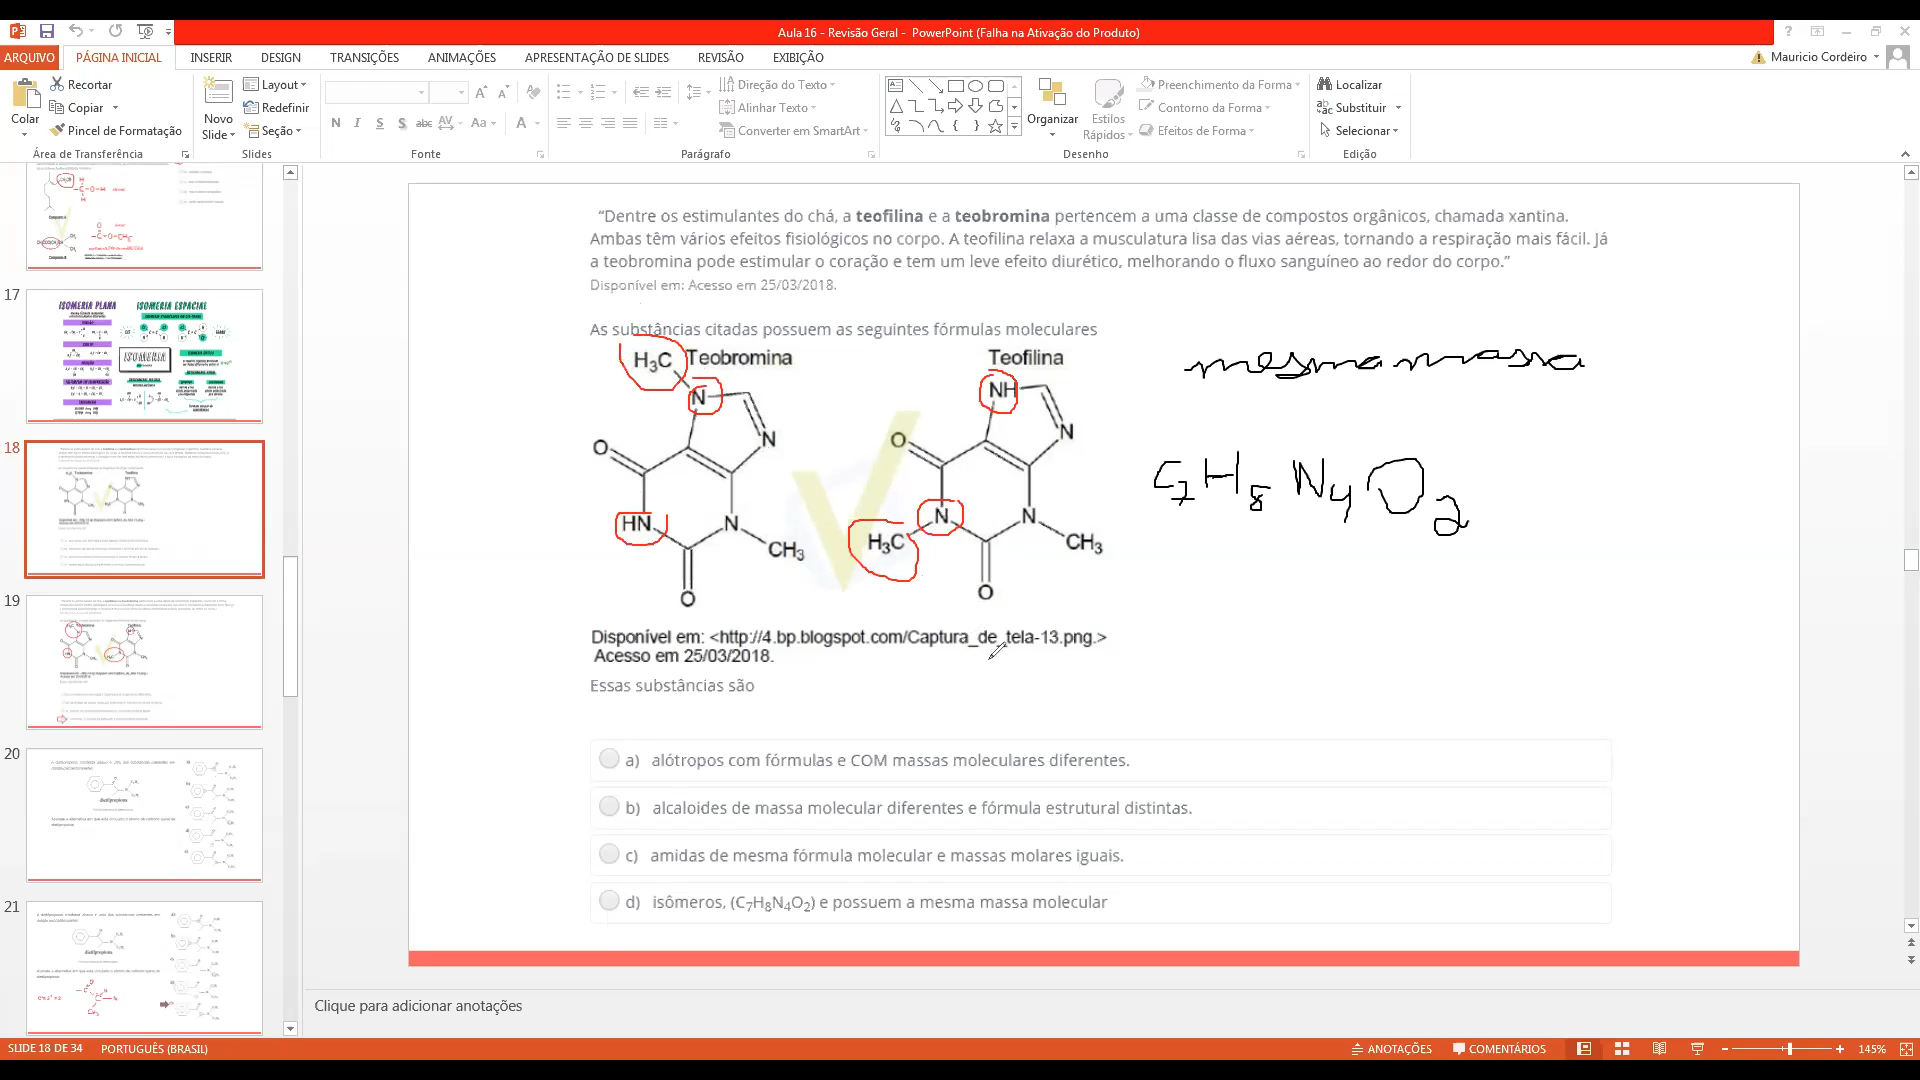 Aula 16 - Revisão Geral - PowerPoint (Falha na Ativação do Produto)
ARQUIVO PÁGINA INICIAL INSERIR DESIGN TRANSIÇÕES ANIMAÇÕES APRESENTAÇÃO DE SLIDES REVISÃO EXIBIÇÃO Mauricio Cordeiro
Colar
Recortar
Copiar
Pincel de Formatação
Área de Transferência
Novo Slide
Layout
Redefinir
Seção
Slides
N I S S abc AV Aa A
Fonte
Direção do Texto
Alinhar Texto
Converter em SmartArt
Parágrafo
Organizar
Estilos Rápidos
Preenchimento da Forma
Contorno da Forma
Efeitos de Forma
Desenho
Localizar
Substituir
Selecionar
Edição
17
ISOMERIA PLANA ISOMERIA ESPACIAL
ISOMERIA
18
19
20
21
“Dentre os estimulantes do chá, a teofilina e a teobromina pertencem a uma classe de compostos orgânicos, chamada xantina.
Ambas têm vários efeitos fisiológicos no corpo. A teofilina relaxa a musculatura lisa das vias aéreas, tornando a respiração mais fácil. Já
a teobromina pode estimular o coração e tem um leve efeito diurético, melhorando o fluxo sanguíneo ao redor do corpo.”
Disponível em: Acesso em 25/03/2018.
As substâncias citadas possuem as seguintes fórmulas moleculares
H₃C Teobromina
N
N
O
HN
N
CH₃
O
Teofilina
NH
N
O
N
N
H₃C
CH₃
O
mesma massa
C₇H₈N₄O₂
Disponível em: <http://4.bp.blogspot.com/Captura_de_tela-13.png.>
Acesso em 25/03/2018.
Essas substâncias são
a) alótropos com fórmulas e COM massas moleculares diferentes.
b) alcaloides de massa molecular diferentes e fórmula estrutural distintas.
c) amidas de mesma fórmula molecular e massas molares iguais.
d) isômeros, (C₇H₈N₄O₂) e possuem a mesma massa molecular
Clique para adicionar anotações
SLIDE 18 DE 34 PORTUGUÊS (BRASIL) ANOTAÇÕES COMENTÁRIOS 145%